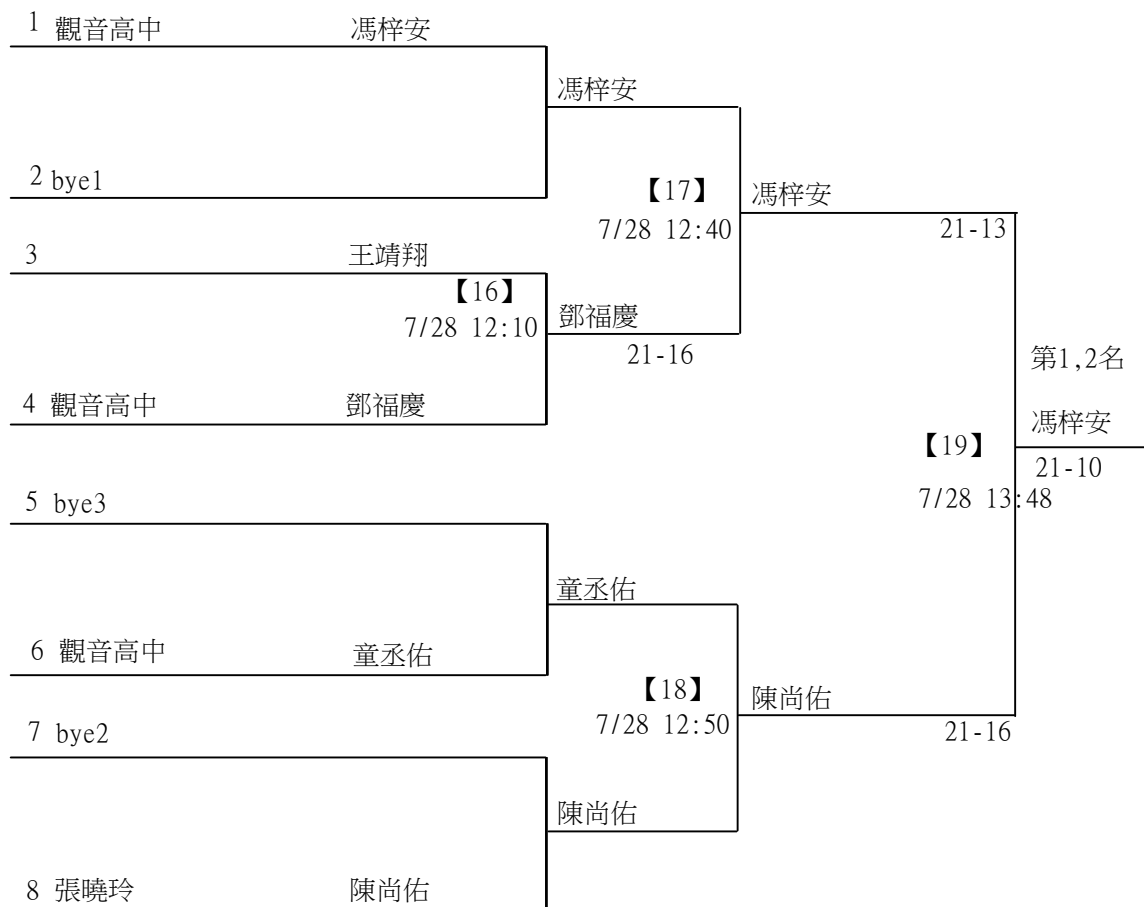 1 觀音高中 馮梓安
馮梓安
2 bye1
【17】 馮梓安
7/28 12:40 21-13
3 王靖翔
【16】
7/28 12:10 鄧福慶
21-16
第1,2名
4 觀音高中 鄧福慶
馮梓安
【19】
21-10
7/28 13:48
5 bye3
童丞佑
6 觀音高中 童丞佑
【18】 陳尚佑
7/28 12:50 21-16
7 bye2
陳尚佑
8 張曉玲 陳尚佑